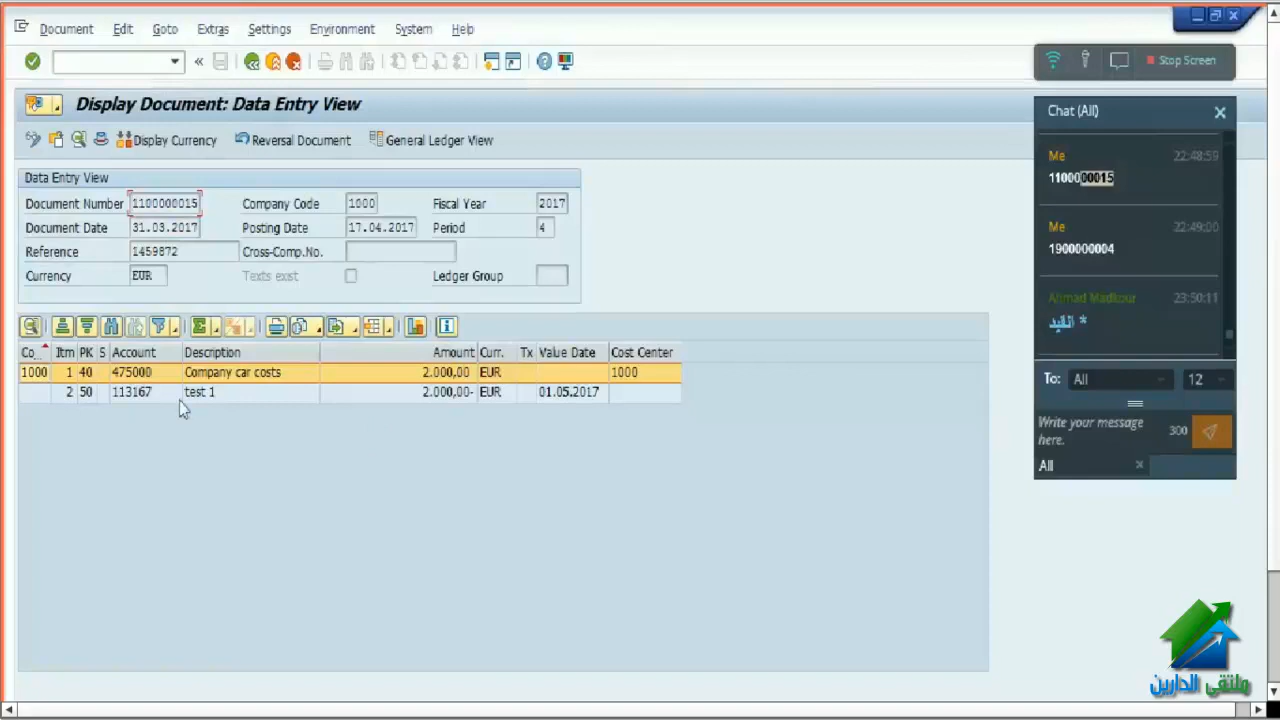 Document Edit Goto Extras Settings Environment System Help
Stop Screen
Display Document: Data Entry View
Display Currency Reversal Document General Ledger View
Data Entry View
Document Number 1100000015 Company Code 1000 Fiscal Year 2017
Document Date 31.03.2017 Posting Date 17.04.2017 Period 4
Reference 1459872 Cross-Comp.No.
Currency EUR Texts exist Ledger Group
Co.. Itm PK S Account Description Amount Curr. Tx Value Date Cost Center
1000 1 40 475000 Company car costs 2.000,00 EUR 1000
2 50 113167 test 1 2.000,00- EUR 01.05.2017
Chat (All)
Me 22:48:59
1100000015
Me 22:49:00
1900000004
Ahmad Madkour 23:50:11
To: All 12
Write your message
here. 300
All
ملتقى الدارين